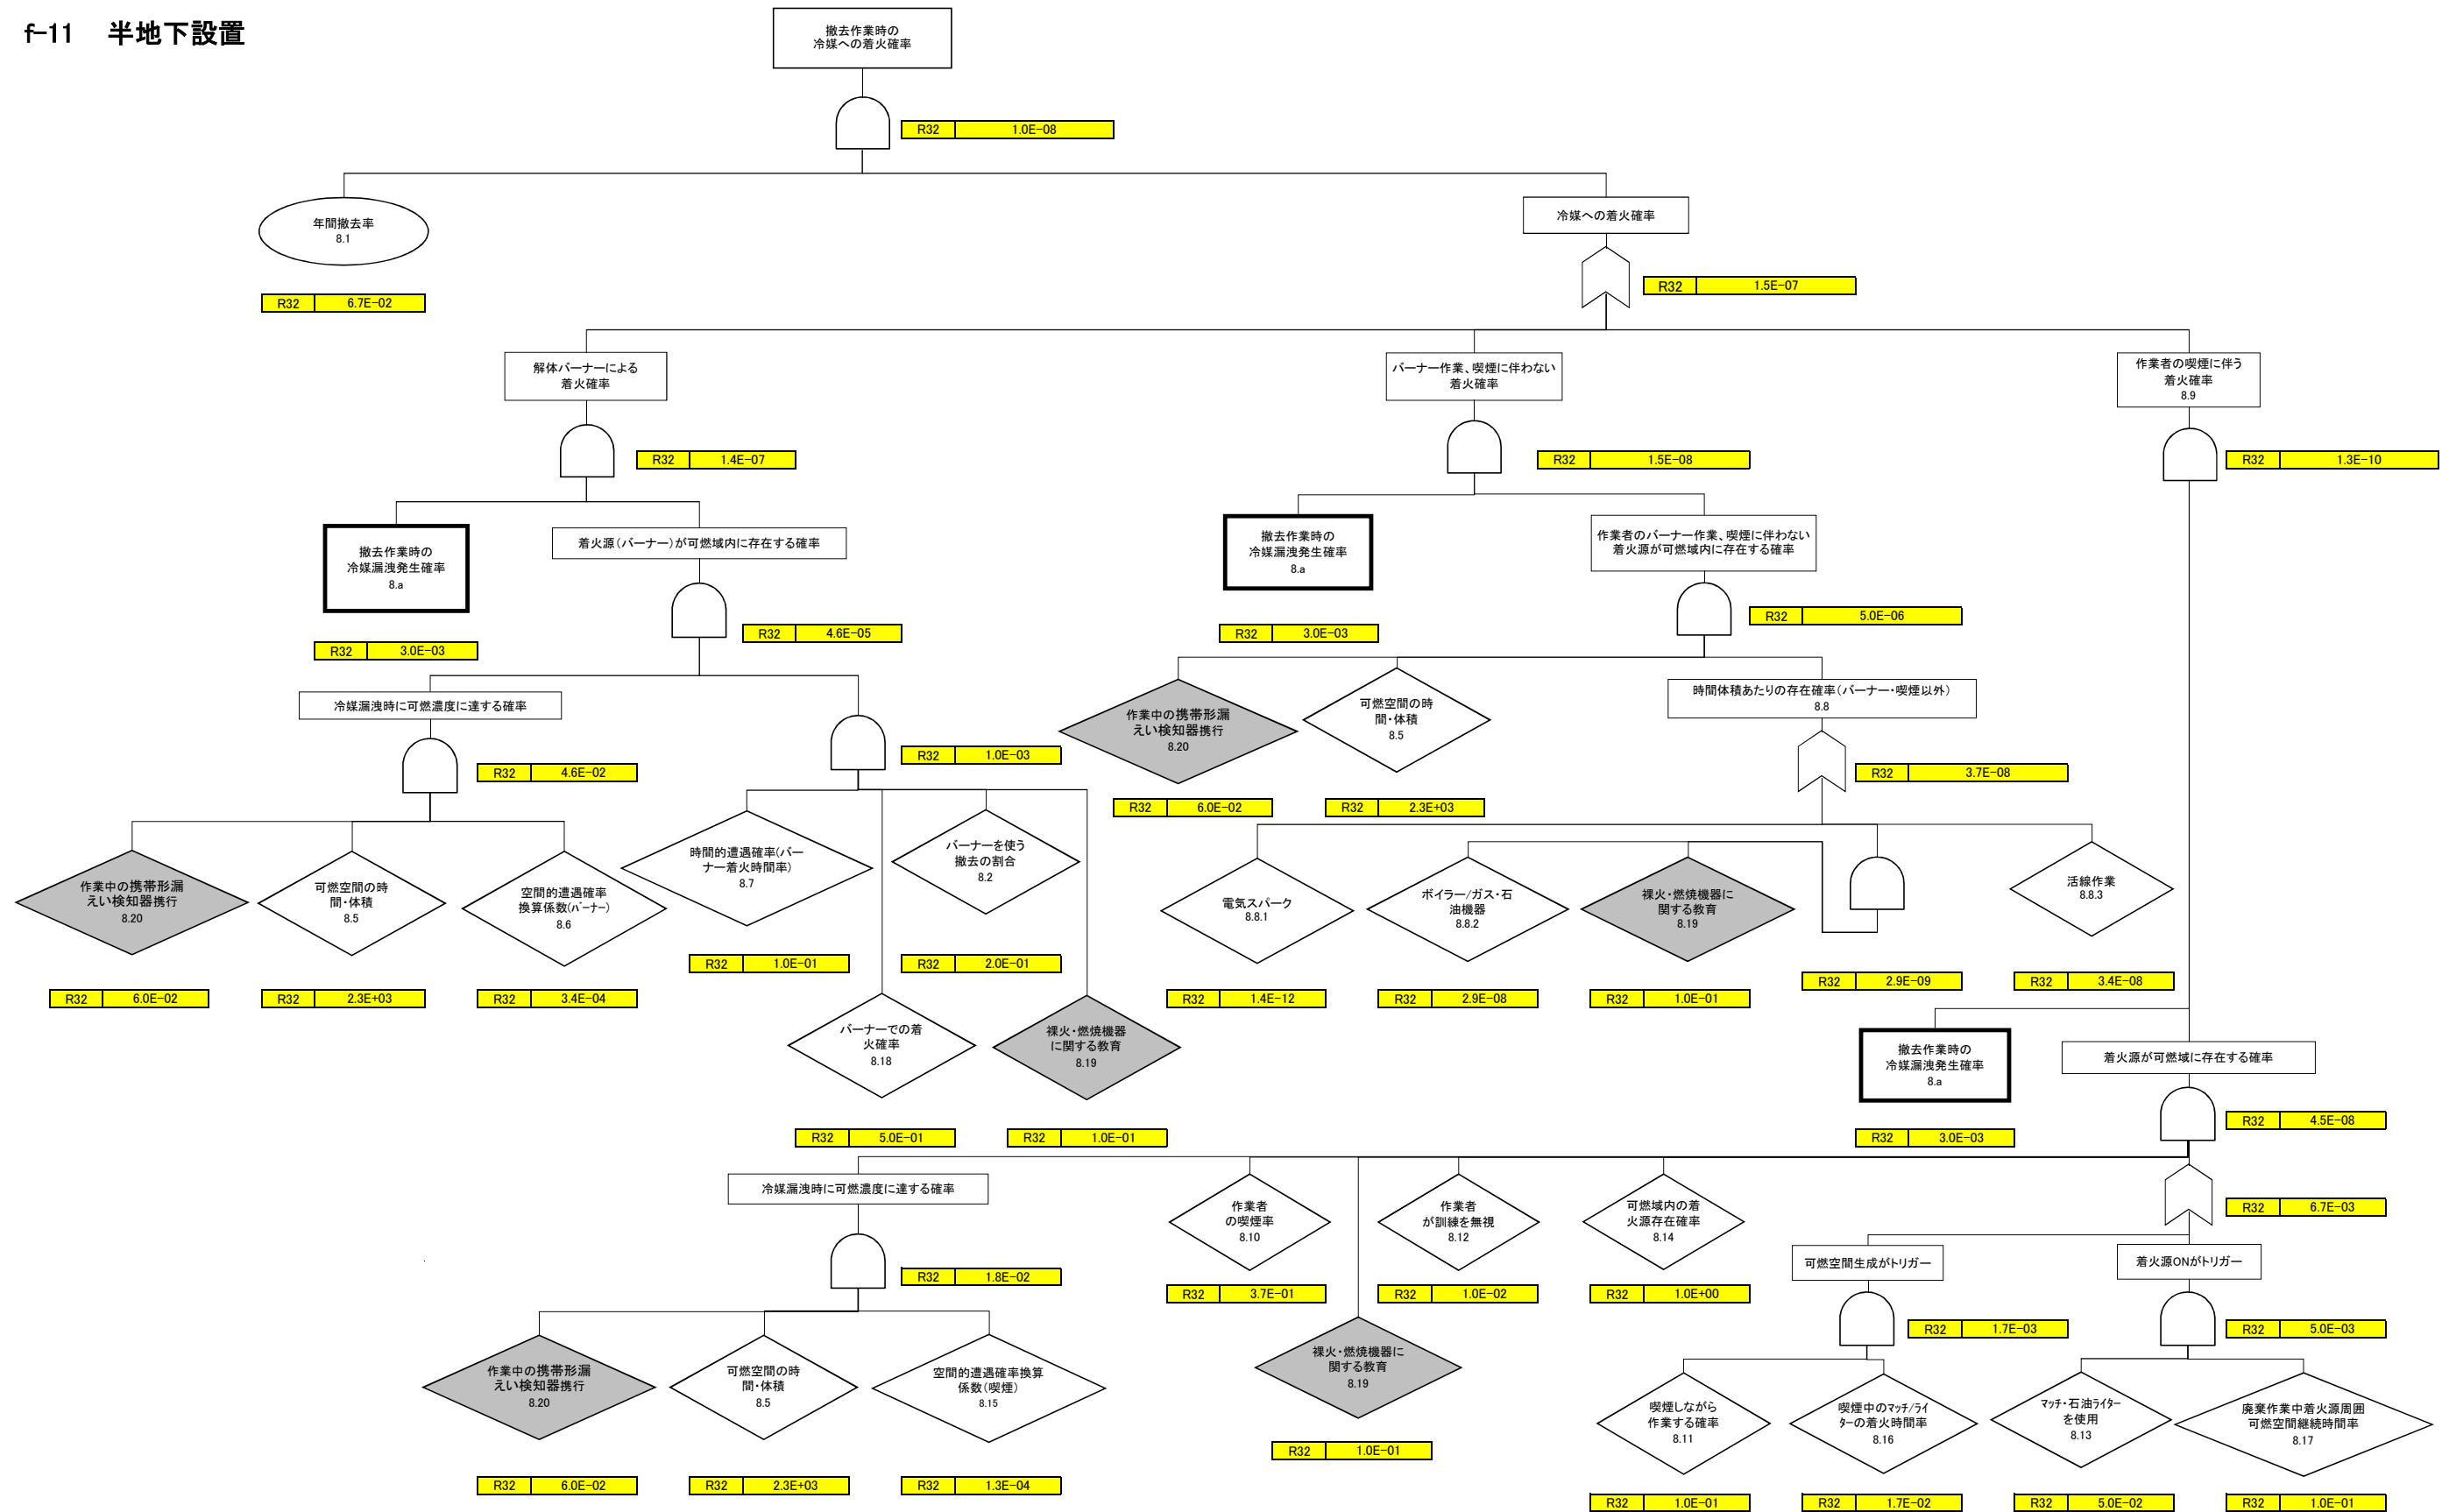 f-11 半地下設置
撤去作業時の
冷媒への着火確率
R32 1.0E-08
年間撤去率
8.1
R32 6.7E-02
冷媒への着火確率
R32 1.5E-07
解体バーナーによる
着火確率
R32 1.4E-07
バーナー作業、喫煙に伴わない
着火確率
R32 1.5E-08
作業者の喫煙に伴う
着火確率
8.9
R32 1.3E-10
撤去作業時の
冷媒漏洩発生確率
8.a
R32 3.0E-03
着火源(バーナー)が可燃域内に存在する確率
R32 4.6E-05
撤去作業時の
冷媒漏洩発生確率
8.a
R32 3.0E-03
作業者のバーナー作業、喫煙に伴わない
着火源が可燃域内に存在する確率
R32 5.0E-06
冷媒漏洩時に可燃濃度に達する確率
R32 4.6E-02
R32 1.0E-03
作業中の携帯形漏
えい検知器携行
8.20
R32 6.0E-02
可燃空間の時
間・体積
8.5
R32 2.3E+03
時間体積あたりの存在確率(バーナー・喫煙以外)
8.8
R32 3.7E-08
作業中の携帯形漏
えい検知器携行
8.20
R32 6.0E-02
可燃空間の時
間・体積
8.5
R32 2.3E+03
空間的遭遇確率
換算係数(バーナー)
8.6
R32 3.4E-04
時間的遭遇確率(バー
ナー着火時間率)
8.7
R32 1.0E-01
バーナーを使う
撤去の割合
8.2
R32 2.0E-01
バーナーでの着
火確率
8.18
R32 5.0E-01
裸火・燃焼機器
に関する教育
8.19
R32 1.0E-01
電気スパーク
8.8.1
R32 1.4E-12
ボイラー/ガス・石
油機器
8.8.2
R32 2.9E-08
裸火・燃焼機器に
関する教育
8.19
R32 1.0E-01
R32 2.9E-09
活線作業
8.8.3
R32 3.4E-08
撤去作業時の
冷媒漏洩発生確率
8.a
R32 3.0E-03
着火源が可燃域に存在する確率
R32 4.5E-08
冷媒漏洩時に可燃濃度に達する確率
R32 1.8E-02
作業者
の喫煙率
8.10
R32 3.7E-01
作業者
が訓練を無視
8.12
R32 1.0E-02
可燃域内の着
火源存在確率
8.14
R32 1.0E+00
R32 6.7E-03
可燃空間生成がトリガー
R32 1.7E-03
着火源ONがトリガー
R32 5.0E-03
作業中の携帯形漏
えい検知器携行
8.20
R32 6.0E-02
可燃空間の時
間・体積
8.5
R32 2.3E+03
空間的遭遇確率換算
係数(喫煙)
8.15
R32 1.3E-04
裸火・燃焼機器に
関する教育
8.19
R32 1.0E-01
喫煙しながら
作業する確率
8.11
R32 1.0E-01
喫煙中のマッチ/ライ
ターの着火時間率
8.16
R32 1.7E-02
マッチ・石油ライター
を使用
8.13
R32 5.0E-02
廃棄作業中着火源周囲
可燃空間継続時間率
8.17
R32 1.0E-01